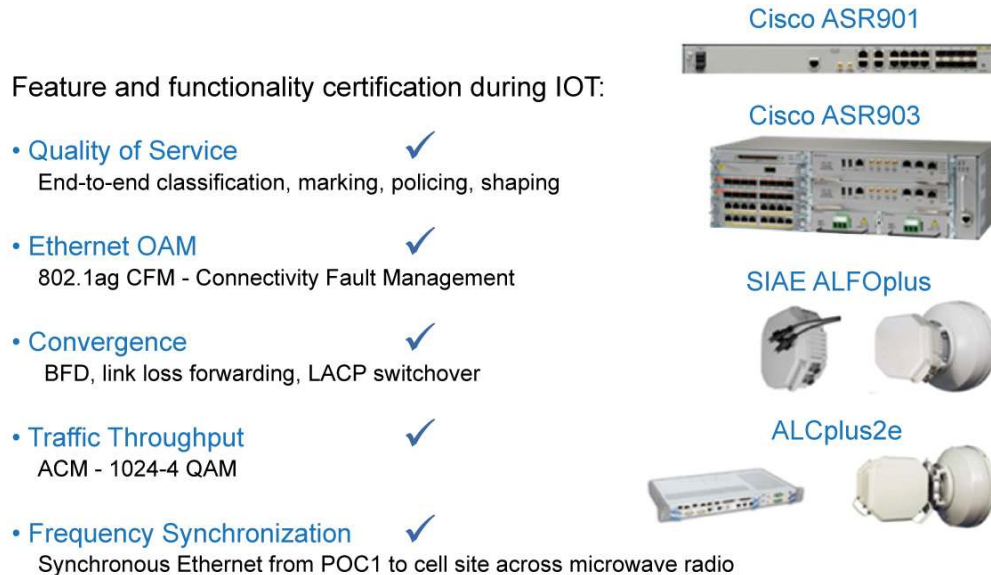 Cisco ASR901
Feature and functionality certification during IOT:
Cisco ASR903
• Quality of Service ✓
End-to-end classification, marking, policing, shaping
• Ethernet OAM ✓
802.1ag CFM - Connectivity Fault Management
SIAE ALFOplus
• Convergence ✓
BFD, link loss forwarding, LACP switchover
• Traffic Throughput ✓
ACM - 1024-4 QAM
ALCplus2e
• Frequency Synchronization ✓
Synchronous Ethernet from POC1 to cell site across microwave radio